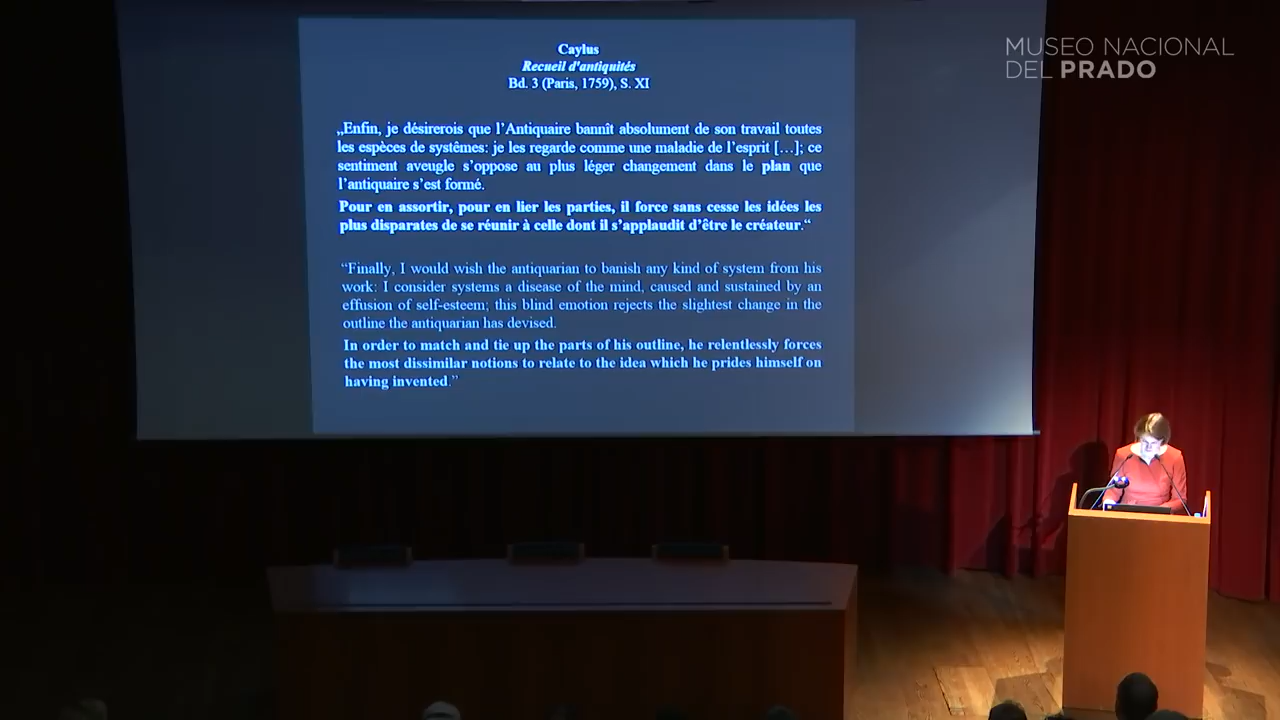 MUSEO NACIONAL
DEL PRADO
Caylus
Recueil d'antiquités
Bd. 3 (Paris, 1759), S. XI
„Enfin, je désirerois que l’Antiquaire bannît absolument de son travail toutes
les espèces de systêmes: je les regarde comme une maladie de l’esprit […]; ce
sentiment aveugle s’oppose au plus léger changement dans le plan que
l’antiquaire s’est formé.
Pour en assortir, pour en lier les parties, il force sans cesse les idées les
plus disparates de se réunir à celle dont il s’applaudit d’être le créateur.“
“Finally, I would wish the antiquarian to banish any kind of system from his
work: I consider systems a disease of the mind, caused and sustained by an
effusion of self-esteem; this blind emotion rejects the slightest change in the
outline the antiquarian has devised.
In order to match and tie up the parts of his outline, he relentlessly forces
the most dissimilar notions to relate to the idea which he prides himself on
having invented.”